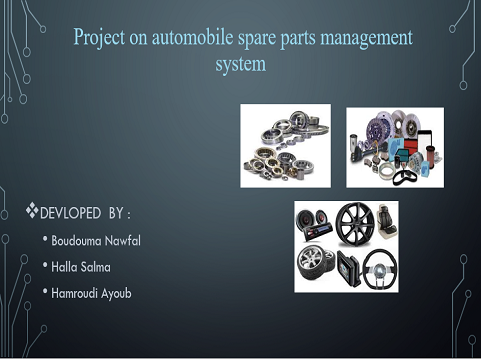 Project on automobile spare parts management
system
❖DEVLOPED BY :
• Boudouma Nawfal
• Halla Salma
• Hamroudi Ayoub